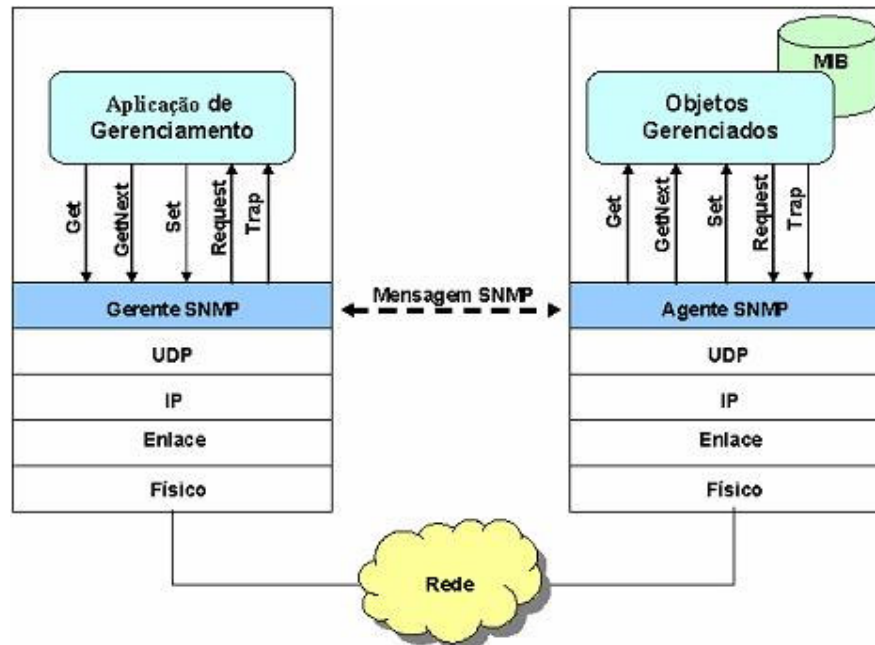 Aplicação de
Gerenciamento
Get
GetNext
Set
Request
Trap
Gerente SNMP
UDP
IP
Enlace
Físico
Mensagem SNMP
MIB
Objetos
Gerenciados
Get
GetNext
Set
Request
Trap
Agente SNMP
UDP
IP
Enlace
Físico
Rede